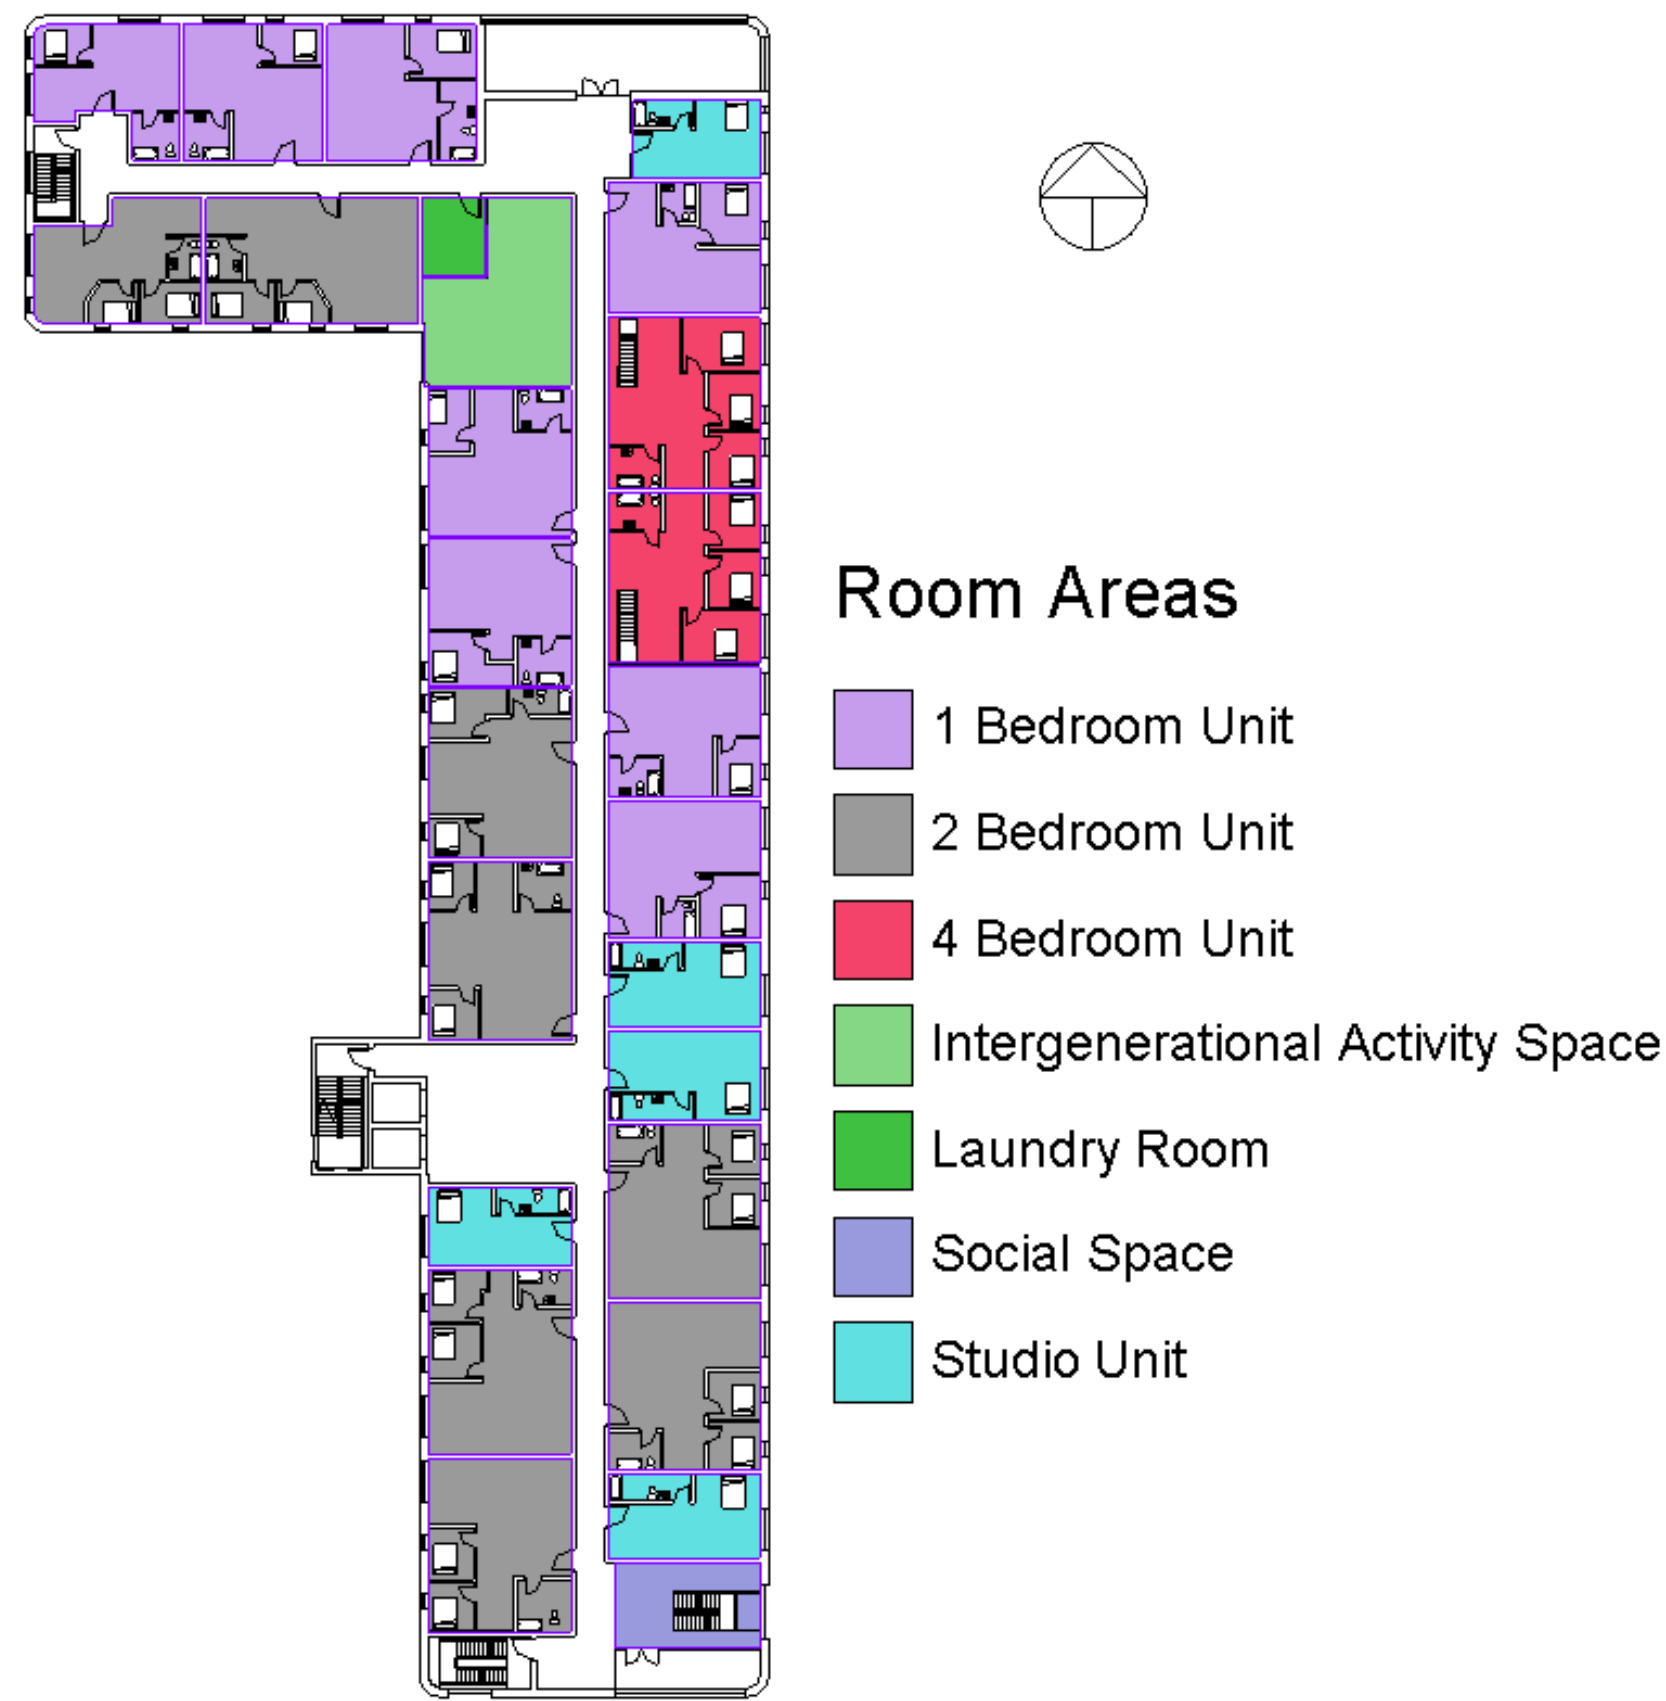 Room Areas
1 Bedroom Unit
2 Bedroom Unit
4 Bedroom Unit
Intergenerational Activity Space
Laundry Room
Social Space
Studio Unit